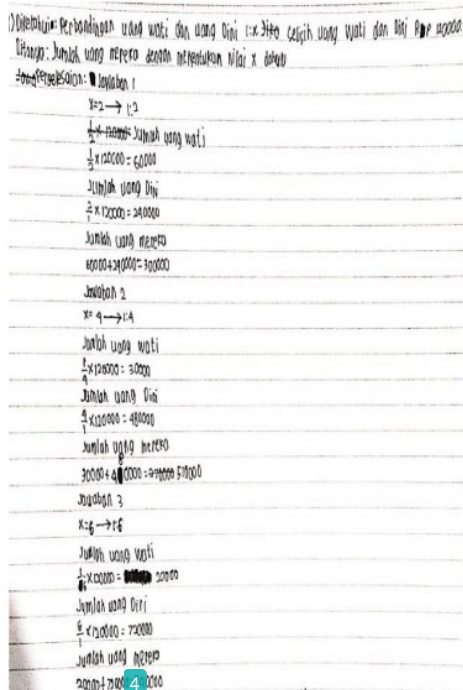 1) Diketahui: Perbandingan uang wati dan uang Dini 1:x Jika selisih uang wati dan Dini Rp 120000
Ditanya: Jumlah uang mereka dengan menentukan nilai x dahulu
Penyelesaian: Jawaban 1
x=2 → 1:2
Jumlah uang wati
1/2 x 120000 = 60000
Jumlah uang Dini
2/1 x 120000 = 240000
Jumlah uang mereka
60000+240000=300000
Jawaban 2
x= 4 → 1:4
Jumlah uang wati
1/4 x 120000 = 30000
Jumlah uang Dini
4/1 x 120000 = 480000
Jumlah uang mereka
30000+480000= 510000
Jawaban 3
x=6 → 1:6
Jumlah uang wati
x 120000 = 20000
Jumlah uang Dini
6/1 x 120000 = 720000
Jumlah uang mereka
20000+720000
4